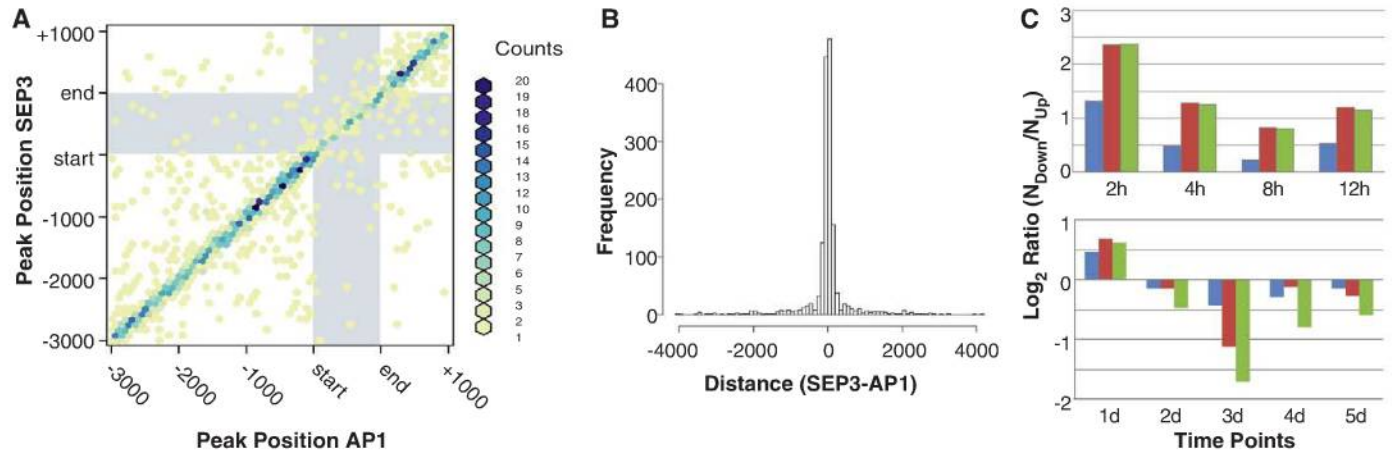 A
Peak Position SEP3
+1000
end
start
-1000
-2000
-3000
-3000
-2000
-1000
start
end
+1000
Peak Position AP1
Counts
20
19
18
16
15
14
13
12
10
9
8
7
6
5
3
2
1
B
Frequency
400
300
200
100
0
-4000
-2000
0
2000
4000
Distance (SEP3-AP1)
C
Log2 Ratio (NDown/NUp)
3
2
1
0
2h
4h
8h
12h
1
0
-1
-2
1d
2d
3d
4d
5d
Time Points